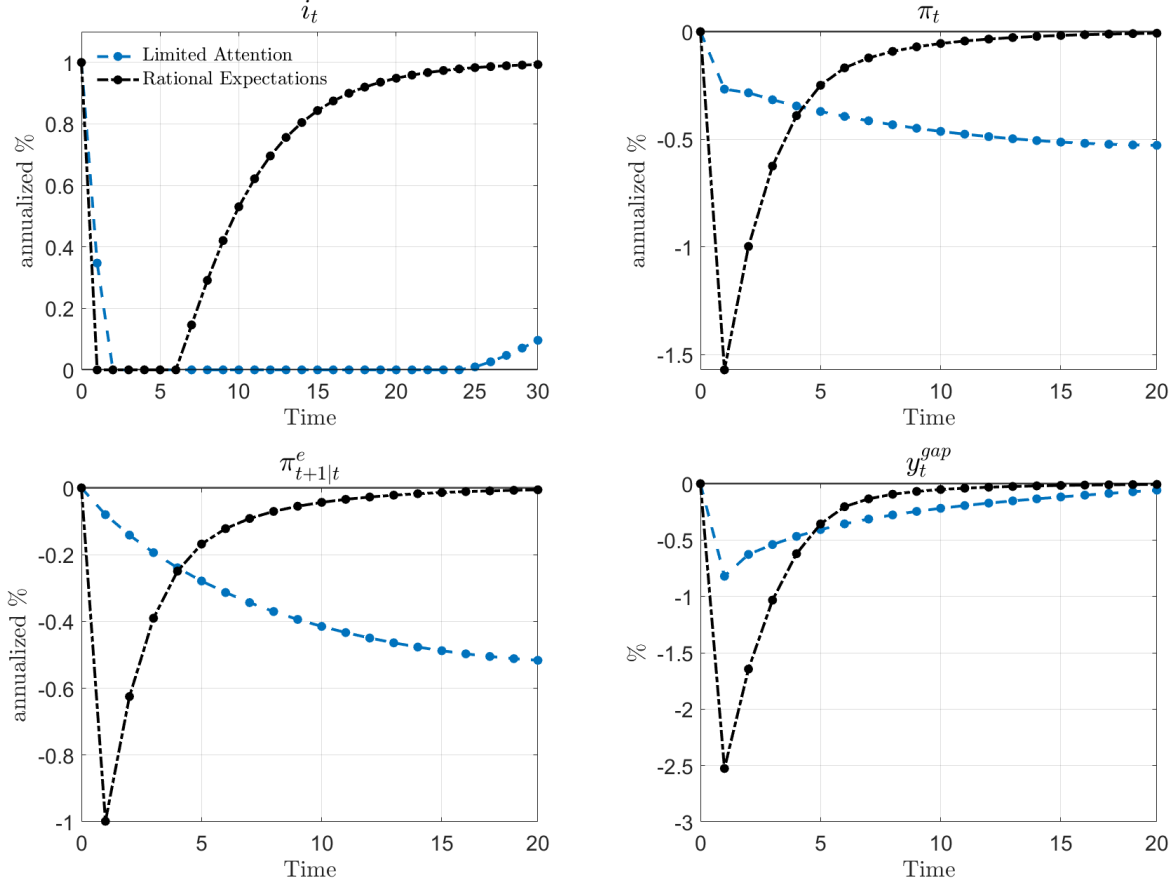 i_t
1
0.8
0.6
0.4
0.2
0
annualized %
Limited Attention
Rational Expectations
0 5 10 15 20 25 30
Time
π_t
0
-0.5
-1
-1.5
annualized %
0 5 10 15 20
Time
π^e_{t+1|t}
0
-0.2
-0.4
-0.6
-0.8
-1
annualized %
0 5 10 15 20
Time
y_t^{gap}
0
-0.5
-1
-1.5
-2
-2.5
-3
%
0 5 10 15 20
Time